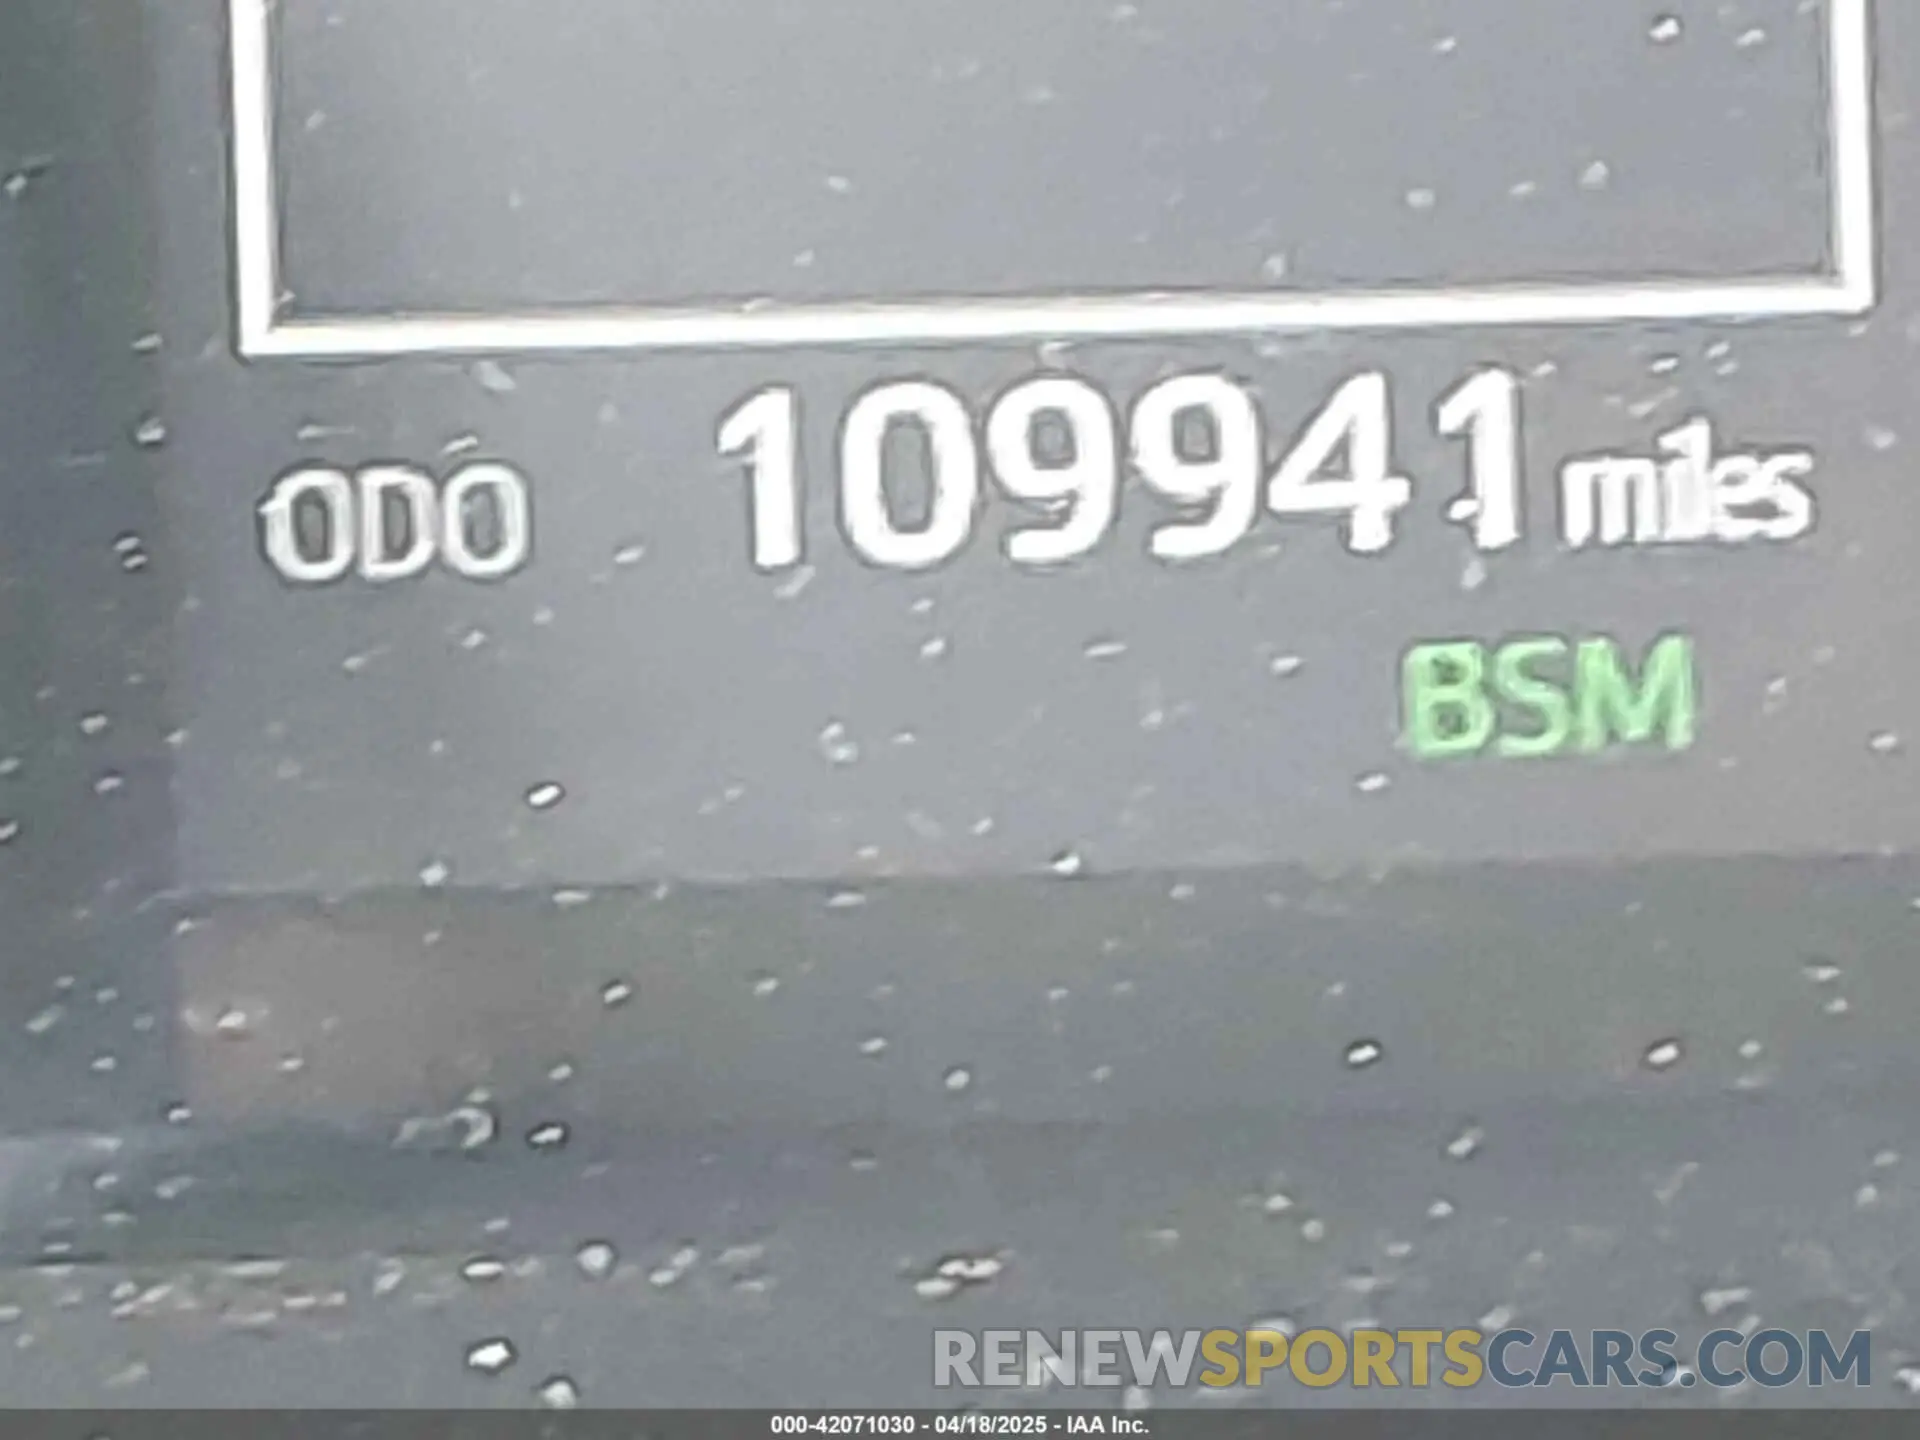 ODO 109941 miles
BSM
RENEWSPORTSCARS.COM
000-42071030 - 04/18/2025 - IAA Inc.